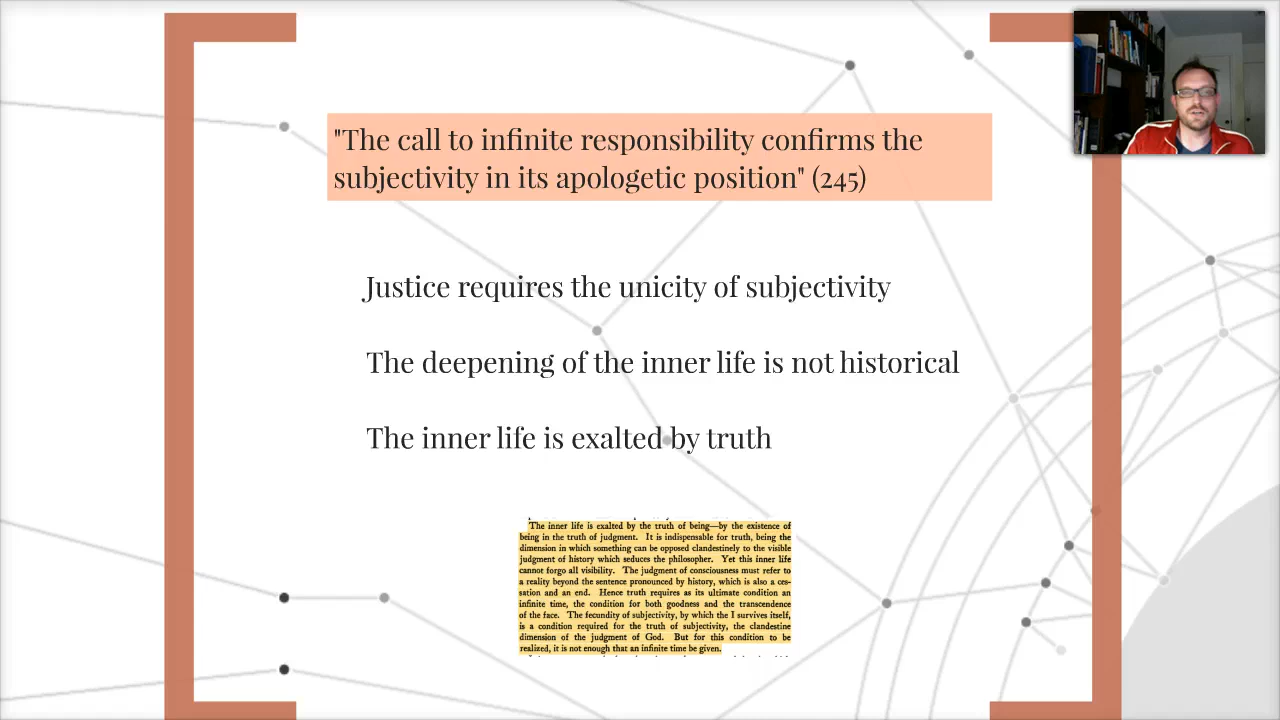 "The call to infinite responsibility confirms the
subjectivity in its apologetic position" (245)
Justice requires the unicity of subjectivity
The deepening of the inner life is not historical
The inner life is exalted by truth
The inner life is exalted by the truth of being—by the existence of
being in the truth of judgment. It is indispensable for truth, being the
dimension in which something can be opposed clandestinely to the visible
judgment of history which seduces the philosopher. Yet this inner life
cannot forgo all visibility. The judgment of consciousness must refer to
a reality beyond the sentence pronounced by history, which is also a ces-
sation and an end. Hence truth requires as its ultimate condition an
infinite time, the condition for both goodness and the transcendence
of the face. The fecundity of subjectivity, by which the I survives itself,
is a condition required for the truth of subjectivity, the clandestine
dimension of the judgment of God. But for this condition to be
realized, it is not enough that an infinite time be given.